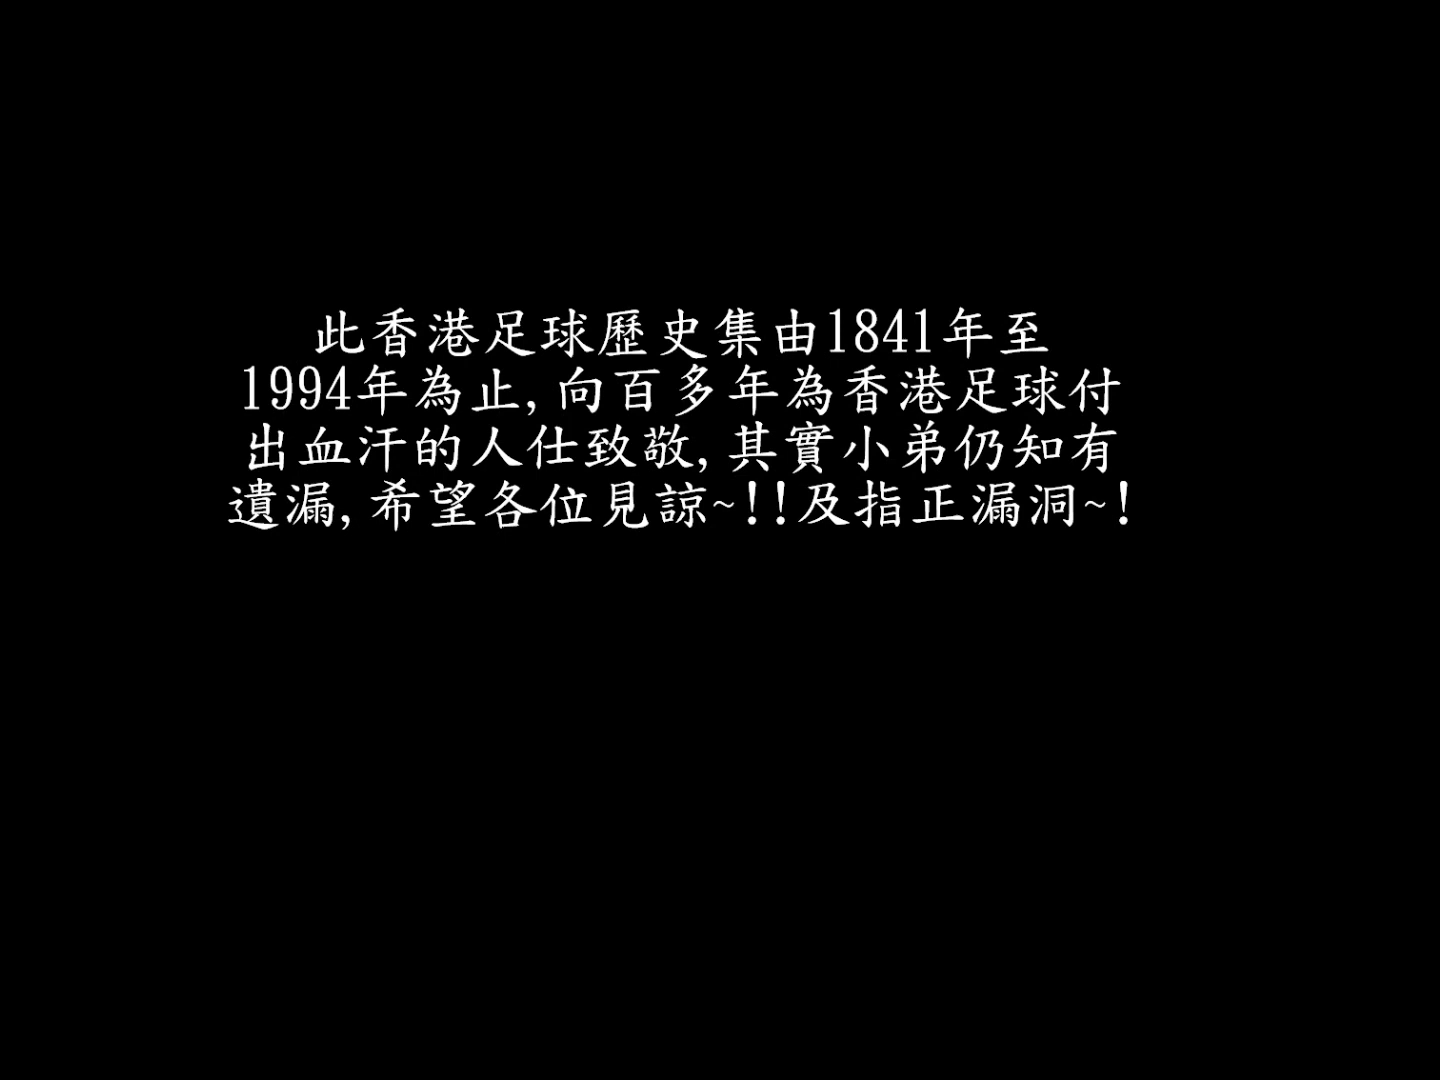 此香港足球歷史集由1841年至
1994年為止,向百多年為香港足球付
出血汗的人仕致敬,其實小弟仍知有
遺漏,希望各位見諒~!!及指正漏洞~!